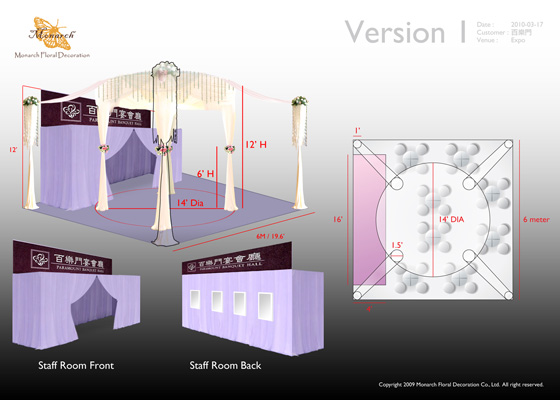 Monarch
Monarch Floral Decoration
Version 1
Date : 2010-03-17
Customer : 百樂門
Venue : Expo
百樂門宴會廳
PARAMOUNT BANQUET HALL
12'
12' H
6' H
14' Dia
6M / 19.6'
1'
16'
14' DIA
6 meter
1.5'
百樂門宴會廳
PARAMOUNT BANQUET HALL
百樂門宴會廳
PARAMOUNT BANQUET HALL
Staff Room Front
Staff Room Back
Copyright 2009 Monarch Floral Decoration Co., Ltd. All right reserved.